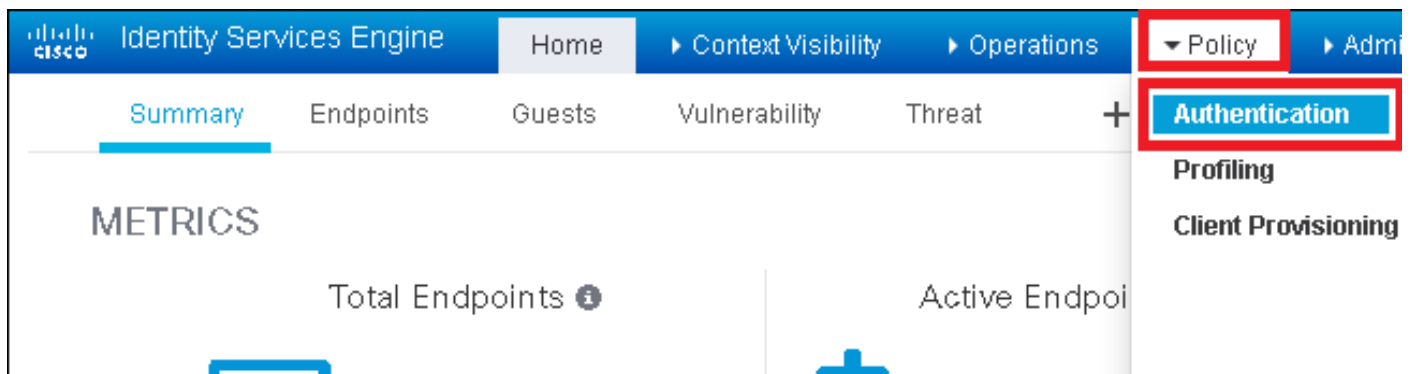 CISCO Identity Services Engine Home Context Visibility Operations Policy
Summary Endpoints Guests Vulnerability Threat + Authentication
Profiling
METRICS Client Provisioning
Total Endpoints Active